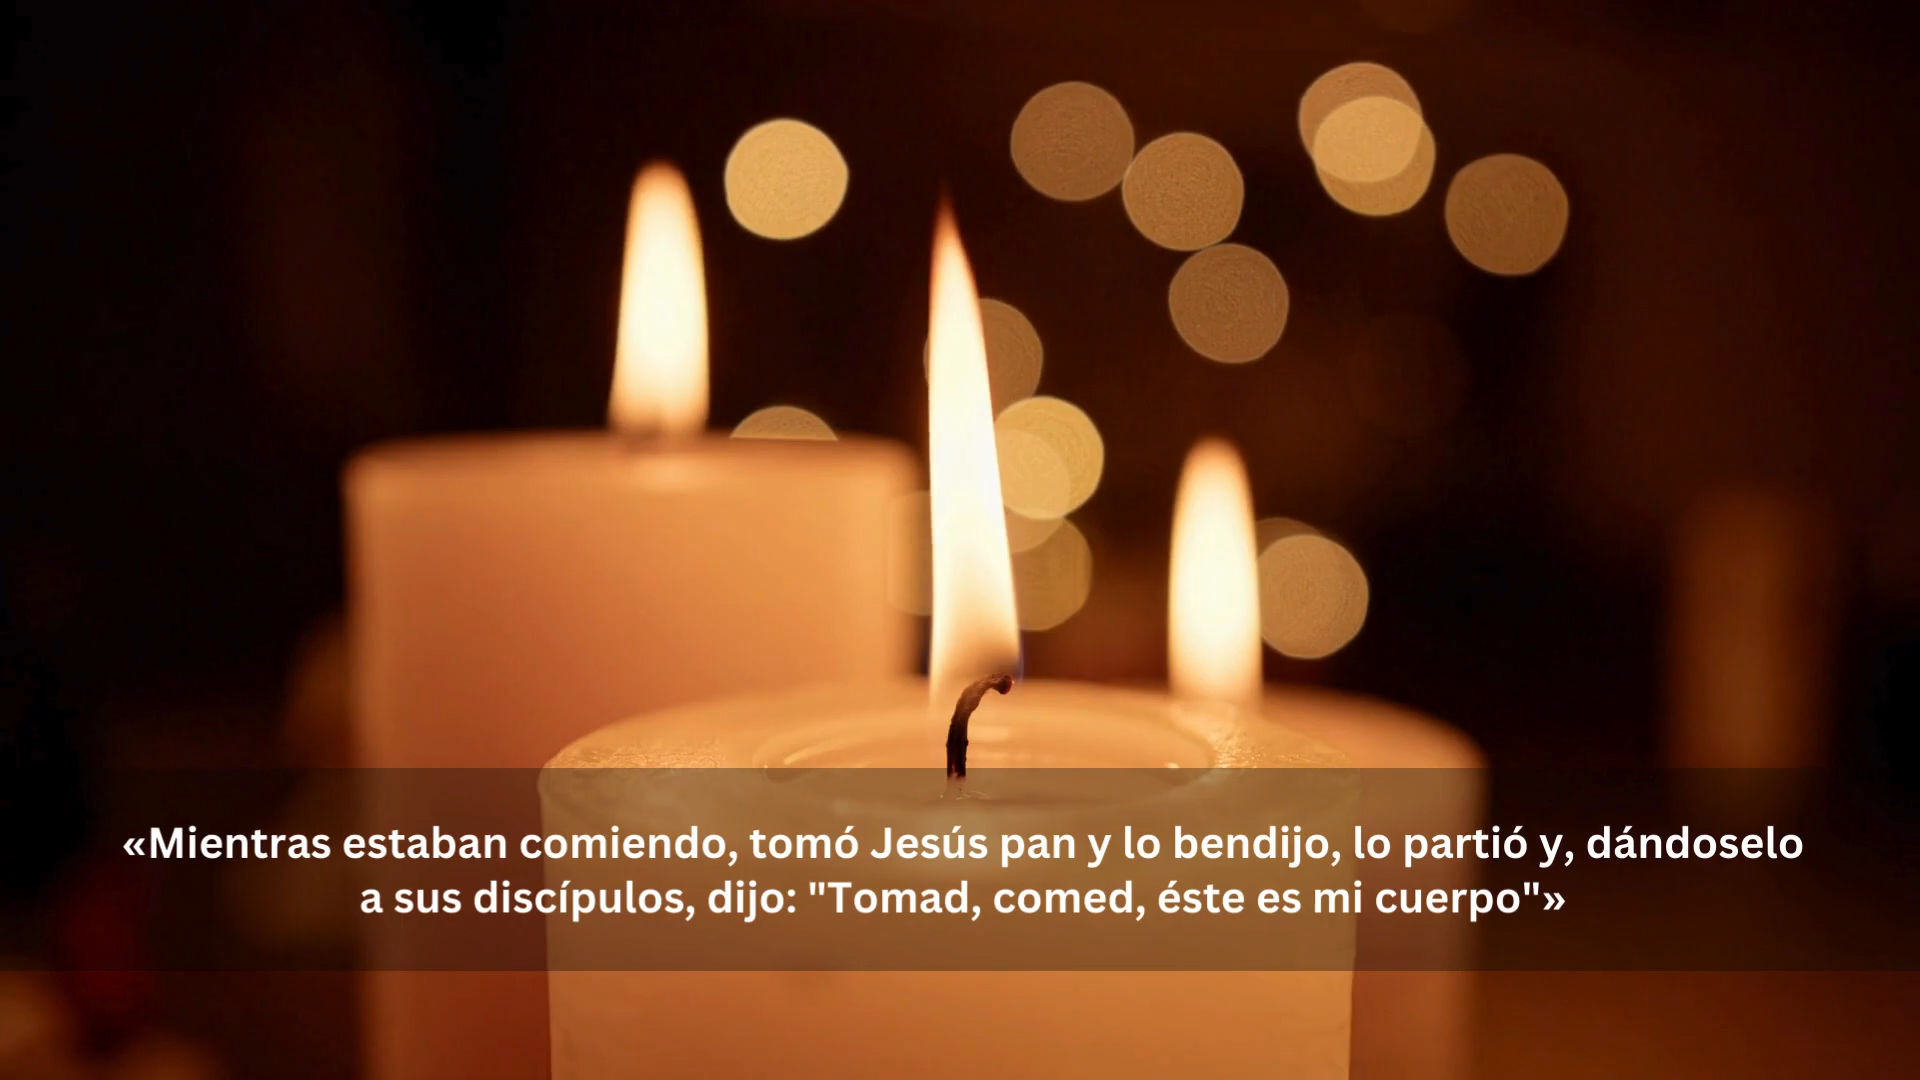 «Mientras estaban comiendo, tomó Jesús pan y lo bendijo, lo partió y, dándoselo
a sus discípulos, dijo: "Tomad, comed, éste es mi cuerpo"»